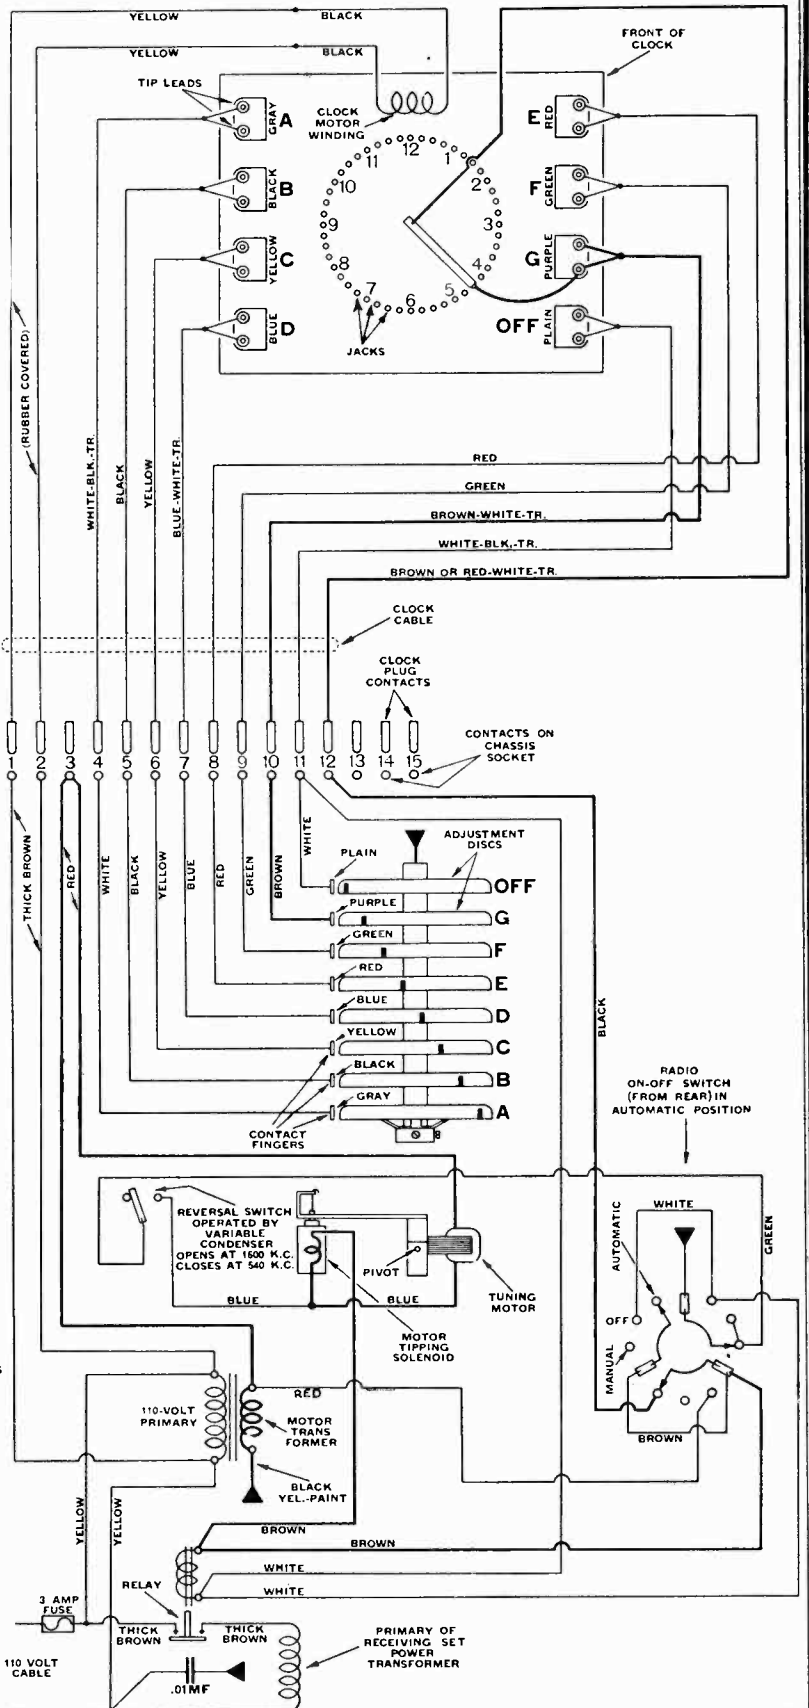 YELLOW
BLACK
YELLOW
BLACK
FRONT OF
CLOCK
TIP LEADS
CLOCK
MOTOR
WINDING
GRAY
A
BLACK
B
YELLOW
C
BLUE
D
E
RED
F
GREEN
G
PURPLE
OFF
PLAIN
12
1
2
3
4
5
6
7
8
9
10
11
JACKS
(RUBBER COVERED)
WHITE-BLK.-TR.
BLACK
YELLOW
BLUE-WHITE-TR.
RED
GREEN
BROWN-WHITE-TR.
WHITE-BLK,-TR.
BROWN OR RED-WHITE-TR.
CLOCK
CABLE
CLOCK
PLUG
CONTACTS
CONTACTS ON
CHASSIS
SOCKET
1 2 3 4 5 6 7 8 9 10 11 12 13 14 15
THICK BROWN
RED
WHITE
BLACK
YELLOW
BLUE
RED
GREEN
BROWN
WHITE
PLAIN
ADJUSTMENT
DISCS
OFF
PURPLE
G
GREEN
F
RED
E
BLUE
D
YELLOW
C
BLACK
B
GRAY
A
CONTACT
FINGERS
BLACK
RADIO
ON-OFF SWITCH
(FROM REAR) IN
AUTOMATIC POSITION
REVERSAL SWITCH
OPERATED BY
VARIABLE
CONDENSER
OPENS AT 1600 K.C.
CLOSES AT 540 K.C.
PIVOT
TUNING
MOTOR
BLUE
BLUE
MOTOR
TIPPING
SOLENOID
WHITE
GREEN
AUTOMATIC
OFF
MANUAL
BROWN
110-VOLT
PRIMARY
RED
MOTOR
TRANS
FORMER
BLACK
YEL.-PAINT
YELLOW
YELLOW
BROWN
BROWN
WHITE
WHITE
RELAY
3 AMP
FUSE
THICK
BROWN
THICK
BROWN
PRIMARY OF
RECEIVING SET
POWER
TRANSFORMER
110 VOLT
CABLE
.01MF